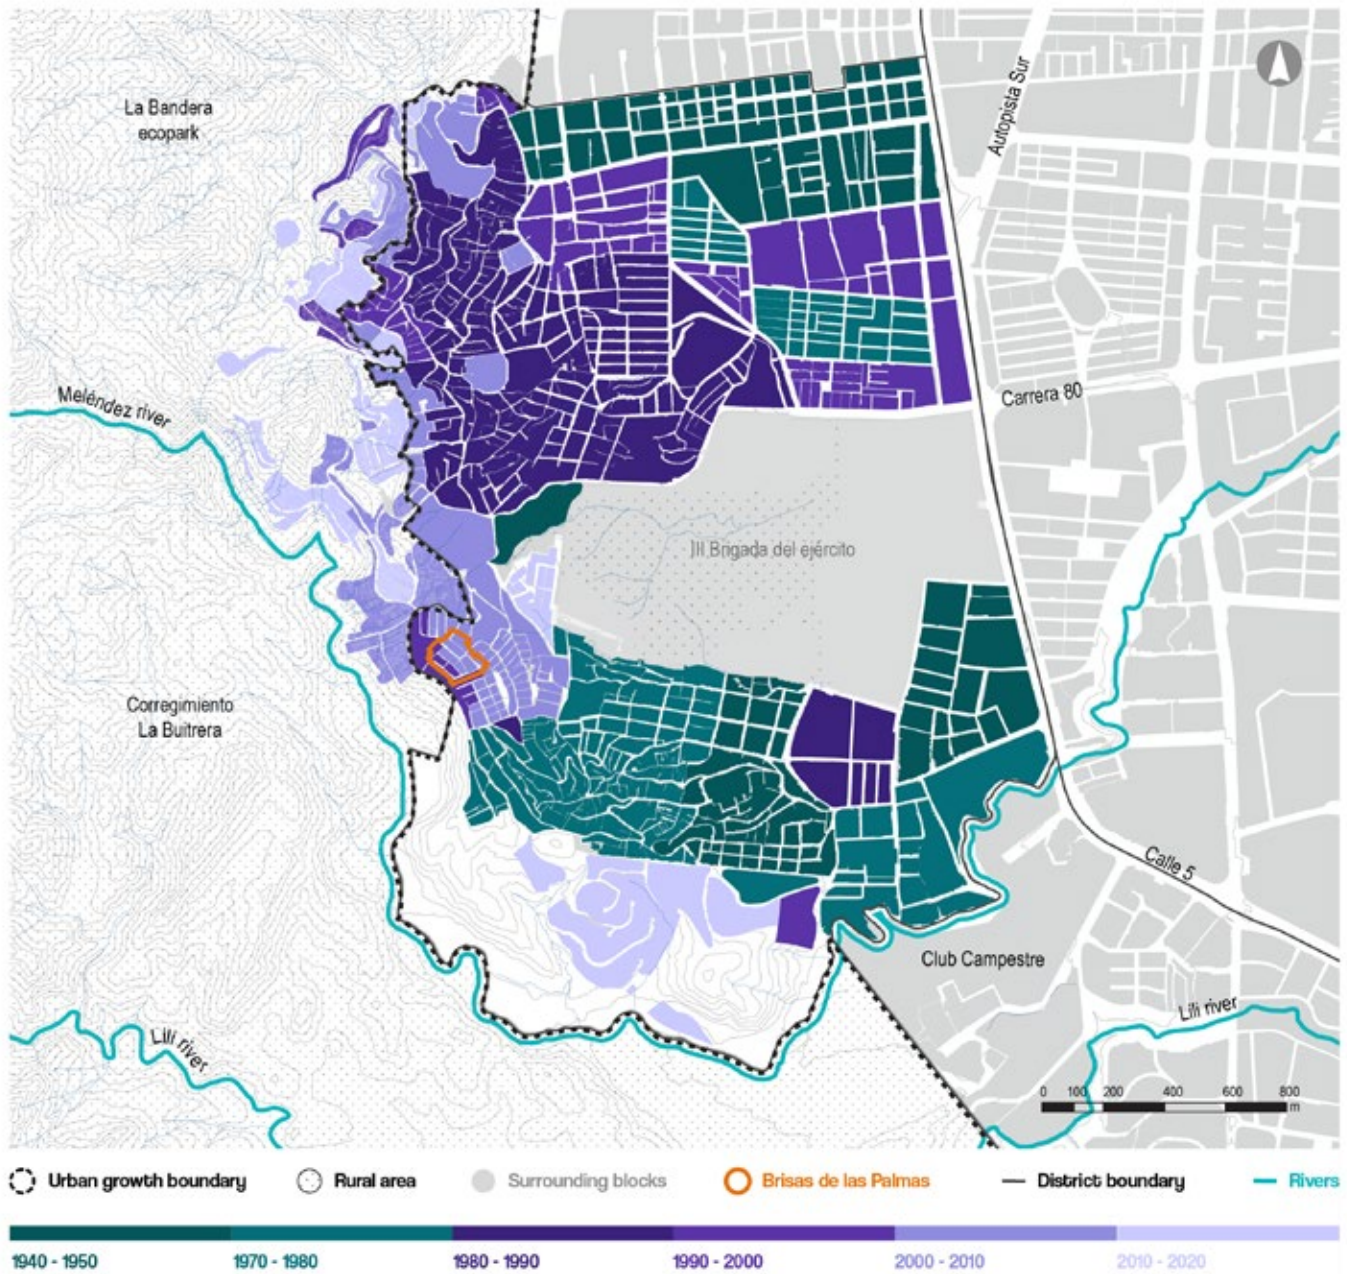 La Bandera
ecopark
Autopista Sur
Meléndez river
Carrera 80
III Brigada del ejército
Corregimiento
La Buitrera
Calle 5
Club Campestre
Lili river
Lili river
0 100 200 400 600 800
m
Urban growth boundary
Rural area
Surrounding blocks
Brisas de las Palmas
District boundary
Rivers
1940 - 1950
1970 - 1980
1980 - 1990
1990 - 2000
2000 - 2010
2010 - 2020